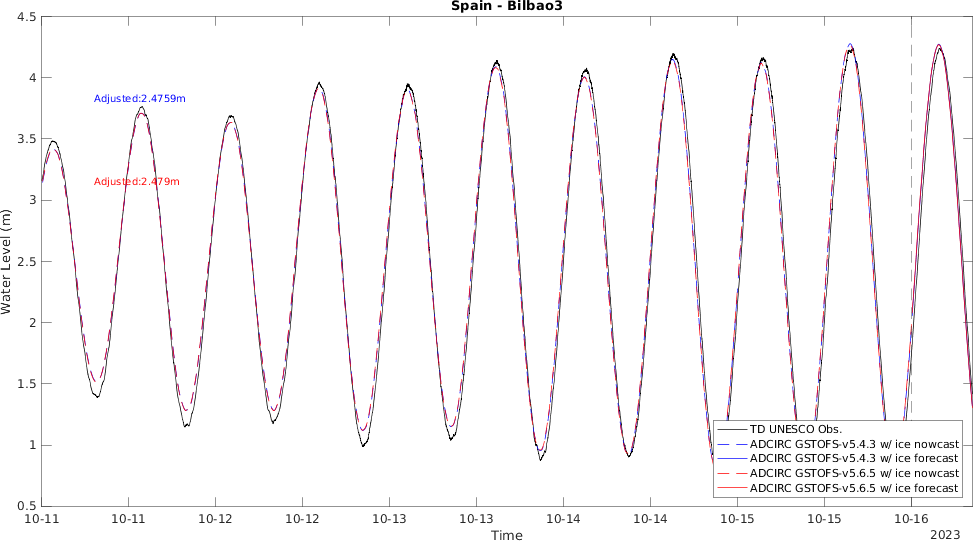 Spain - Bilbao3
4.5
4
3.5
3
2.5
2
1.5
1
0.5
Water Level (m)
Adjusted:2.4759m
Adjusted:2.479m
TD UNESCO Obs.
ADCIRC GSTOFS-v5.4.3 w/ ice nowcast
ADCIRC GSTOFS-v5.4.3 w/ ice forecast
ADCIRC GSTOFS-v5.6.5 w/ ice nowcast
ADCIRC GSTOFS-v5.6.5 w/ ice forecast
10-11 10-11 10-12 10-12 10-13 10-13 10-14 10-14 10-15 10-15 10-16
Time
2023